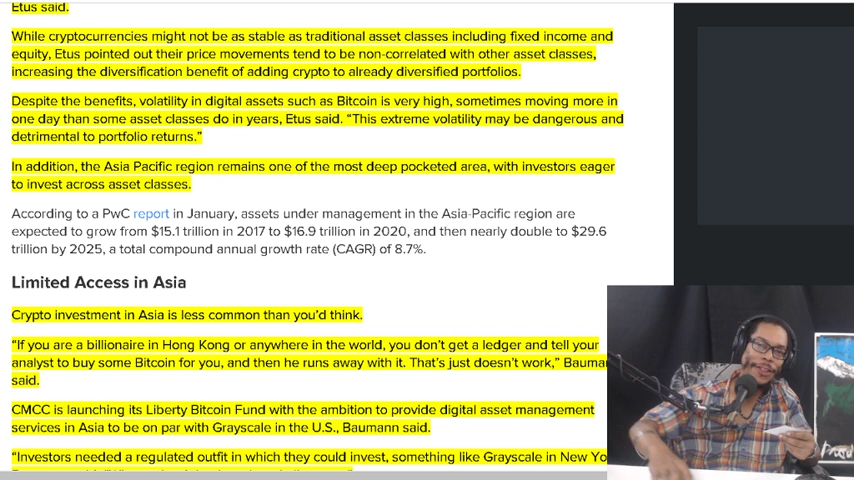 Etus said.
While cryptocurrencies might not be as stable as traditional asset classes including fixed income and
equity, Etus pointed out their price movements tend to be non-correlated with other asset classes,
increasing the diversification benefit of adding crypto to already diversified portfolios.
Despite the benefits, volatility in digital assets such as Bitcoin is very high, sometimes moving more in
one day than some asset classes do in years, Etus said. “This extreme volatility may be dangerous and
detrimental to portfolio returns.”
In addition, the Asia Pacific region remains one of the most deep pocketed area, with investors eager
to invest across asset classes.
According to a PwC report in January, assets under management in the Asia-Pacific region are
expected to grow from $15.1 trillion in 2017 to $16.9 trillion in 2020, and then nearly double to $29.6
trillion by 2025, a total compound annual growth rate (CAGR) of 8.7%.
Limited Access in Asia
Crypto investment in Asia is less common than you’d think.
“If you are a billionaire in Hong Kong or anywhere in the world, you don’t get a ledger and tell your
analyst to buy some Bitcoin for you, and then he runs away with it. That’s just doesn’t work,” Bauma
said.
CMCC is launching its Liberty Bitcoin Fund with the ambition to provide digital asset management
services in Asia to be on par with Grayscale in the U.S., Baumann said.
“Investors needed a regulated outfit in which they could invest, something like Grayscale in New Yo